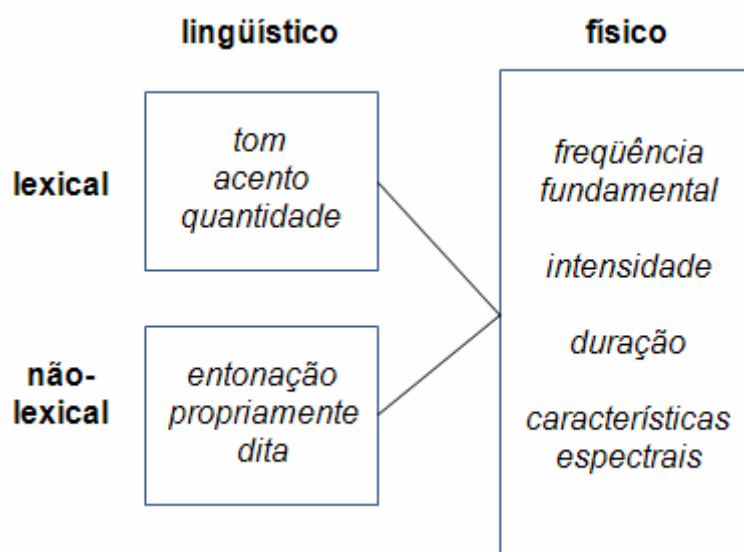 lingüístico
físico
lexical
tom
acento
quantidade
não-
lexical
entonação
propriamente
dita
freqüência
fundamental
intensidade
duração
características
espectrais